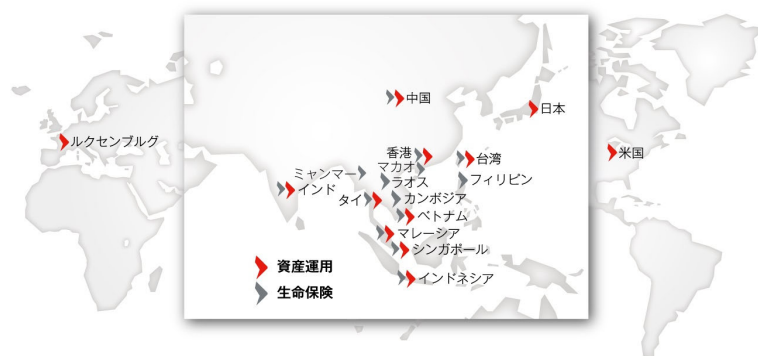 中国
日本
ルクセンブルグ
香港
台湾
米国
マカオ
ミャンマー
ラオス
フィリピン
インド
タイ
カンボジア
ベトナム
マレーシア
シンガポール
資産運用
インドネシア
生命保険